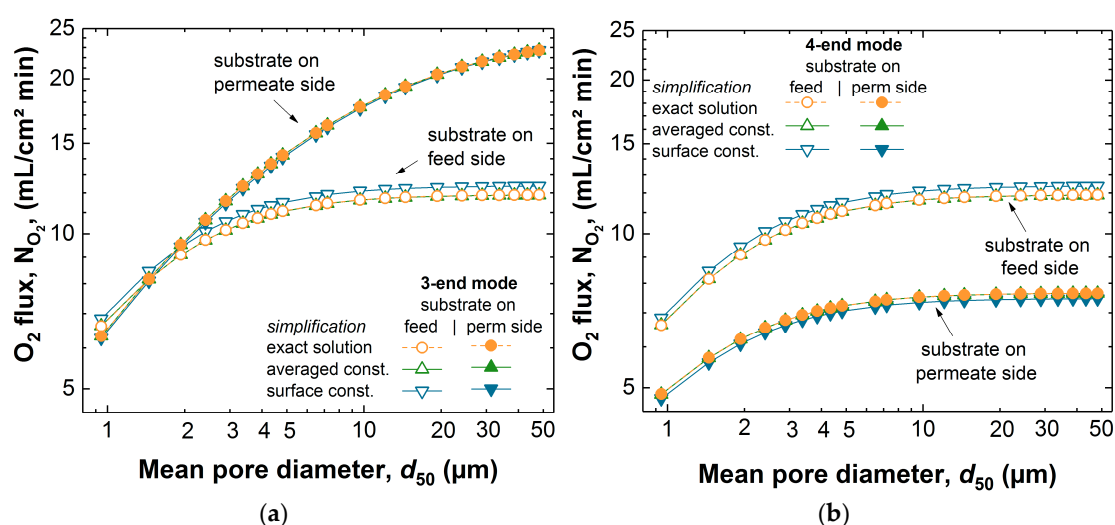 25
20
15
10
5
O₂ flux, N_O₂, (mL/cm² min)
substrate on
permeate side
substrate on
feed side
3-end mode
substrate on
simplification feed | perm side
exact solution
averaged const.
surface const.
1 2 3 4 5 10 20 30 50
Mean pore diameter, d₅₀ (µm)
(a)
25
20
15
10
5
O₂ flux, N_O₂, (mL/cm² min)
4-end mode
substrate on
simplification feed | perm side
exact solution
averaged const.
surface const.
substrate on
feed side
substrate on
permeate side
1 2 3 4 5 10 20 30 50
Mean pore diameter, d₅₀ (µm)
(b)